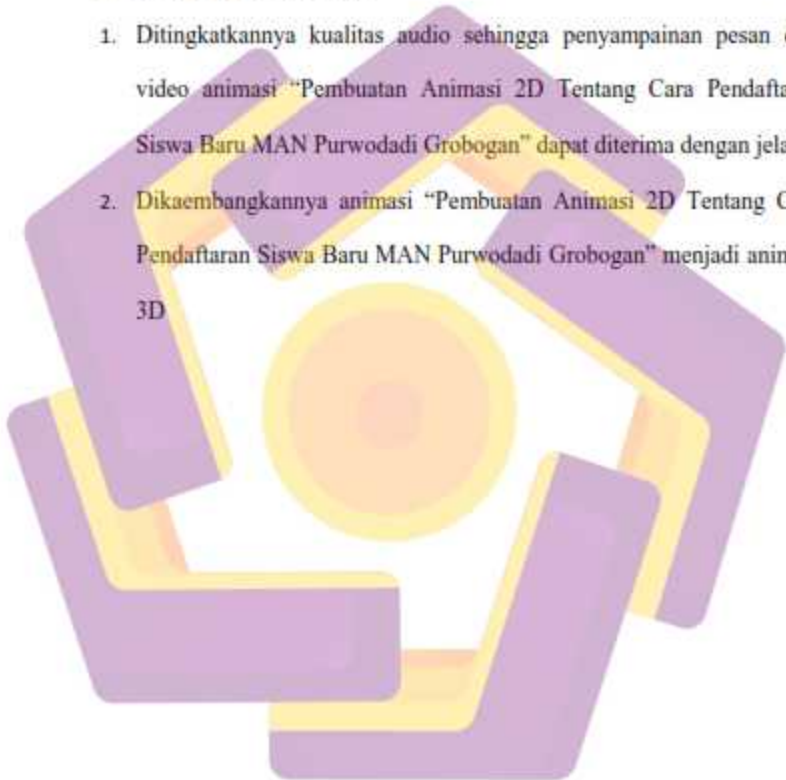 1. Ditingkatkannya kualitas audio sehingga penyampainan pesan
video animasi “Pembuatan Animasi 2D Tentang Cara
Siswa Baru MAN Purwodadi Grobogan” dapat diterima dengan
2. Dikaembangkannya animasi “Pembuatan Animasi 2D Tentang
Pendaftaran Siswa Baru MAN Purwodadi Grobogan” menjadi
3D